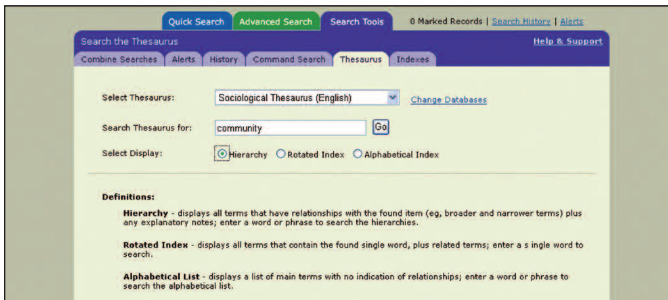 Quick Search Advanced Search Search Tools 0 Marked Records | Search History | Alerts
Search the Thesaurus Help & Support
Combine Searches Alerts History Command Search Thesaurus Indexes
Select Thesaurus: Sociological Thesaurus (English) Change Databases
Search Thesaurus for: community Go
Select Display: Hierarchy Rotated Index Alphabetical Index
Definitions:
Hierarchy - displays all terms that have relationships with the found item (eg, broader and narrower terms) plus
any explanatory notes; enter a word or phrase to search the hierarchies.
Rotated Index - displays all terms that contain the found single word, plus related terms; enter a s ingle word to
search.
Alphabetical List - displays a list of main terms with no indication of relationships; enter a word or phrase to
search the alphabetical list.